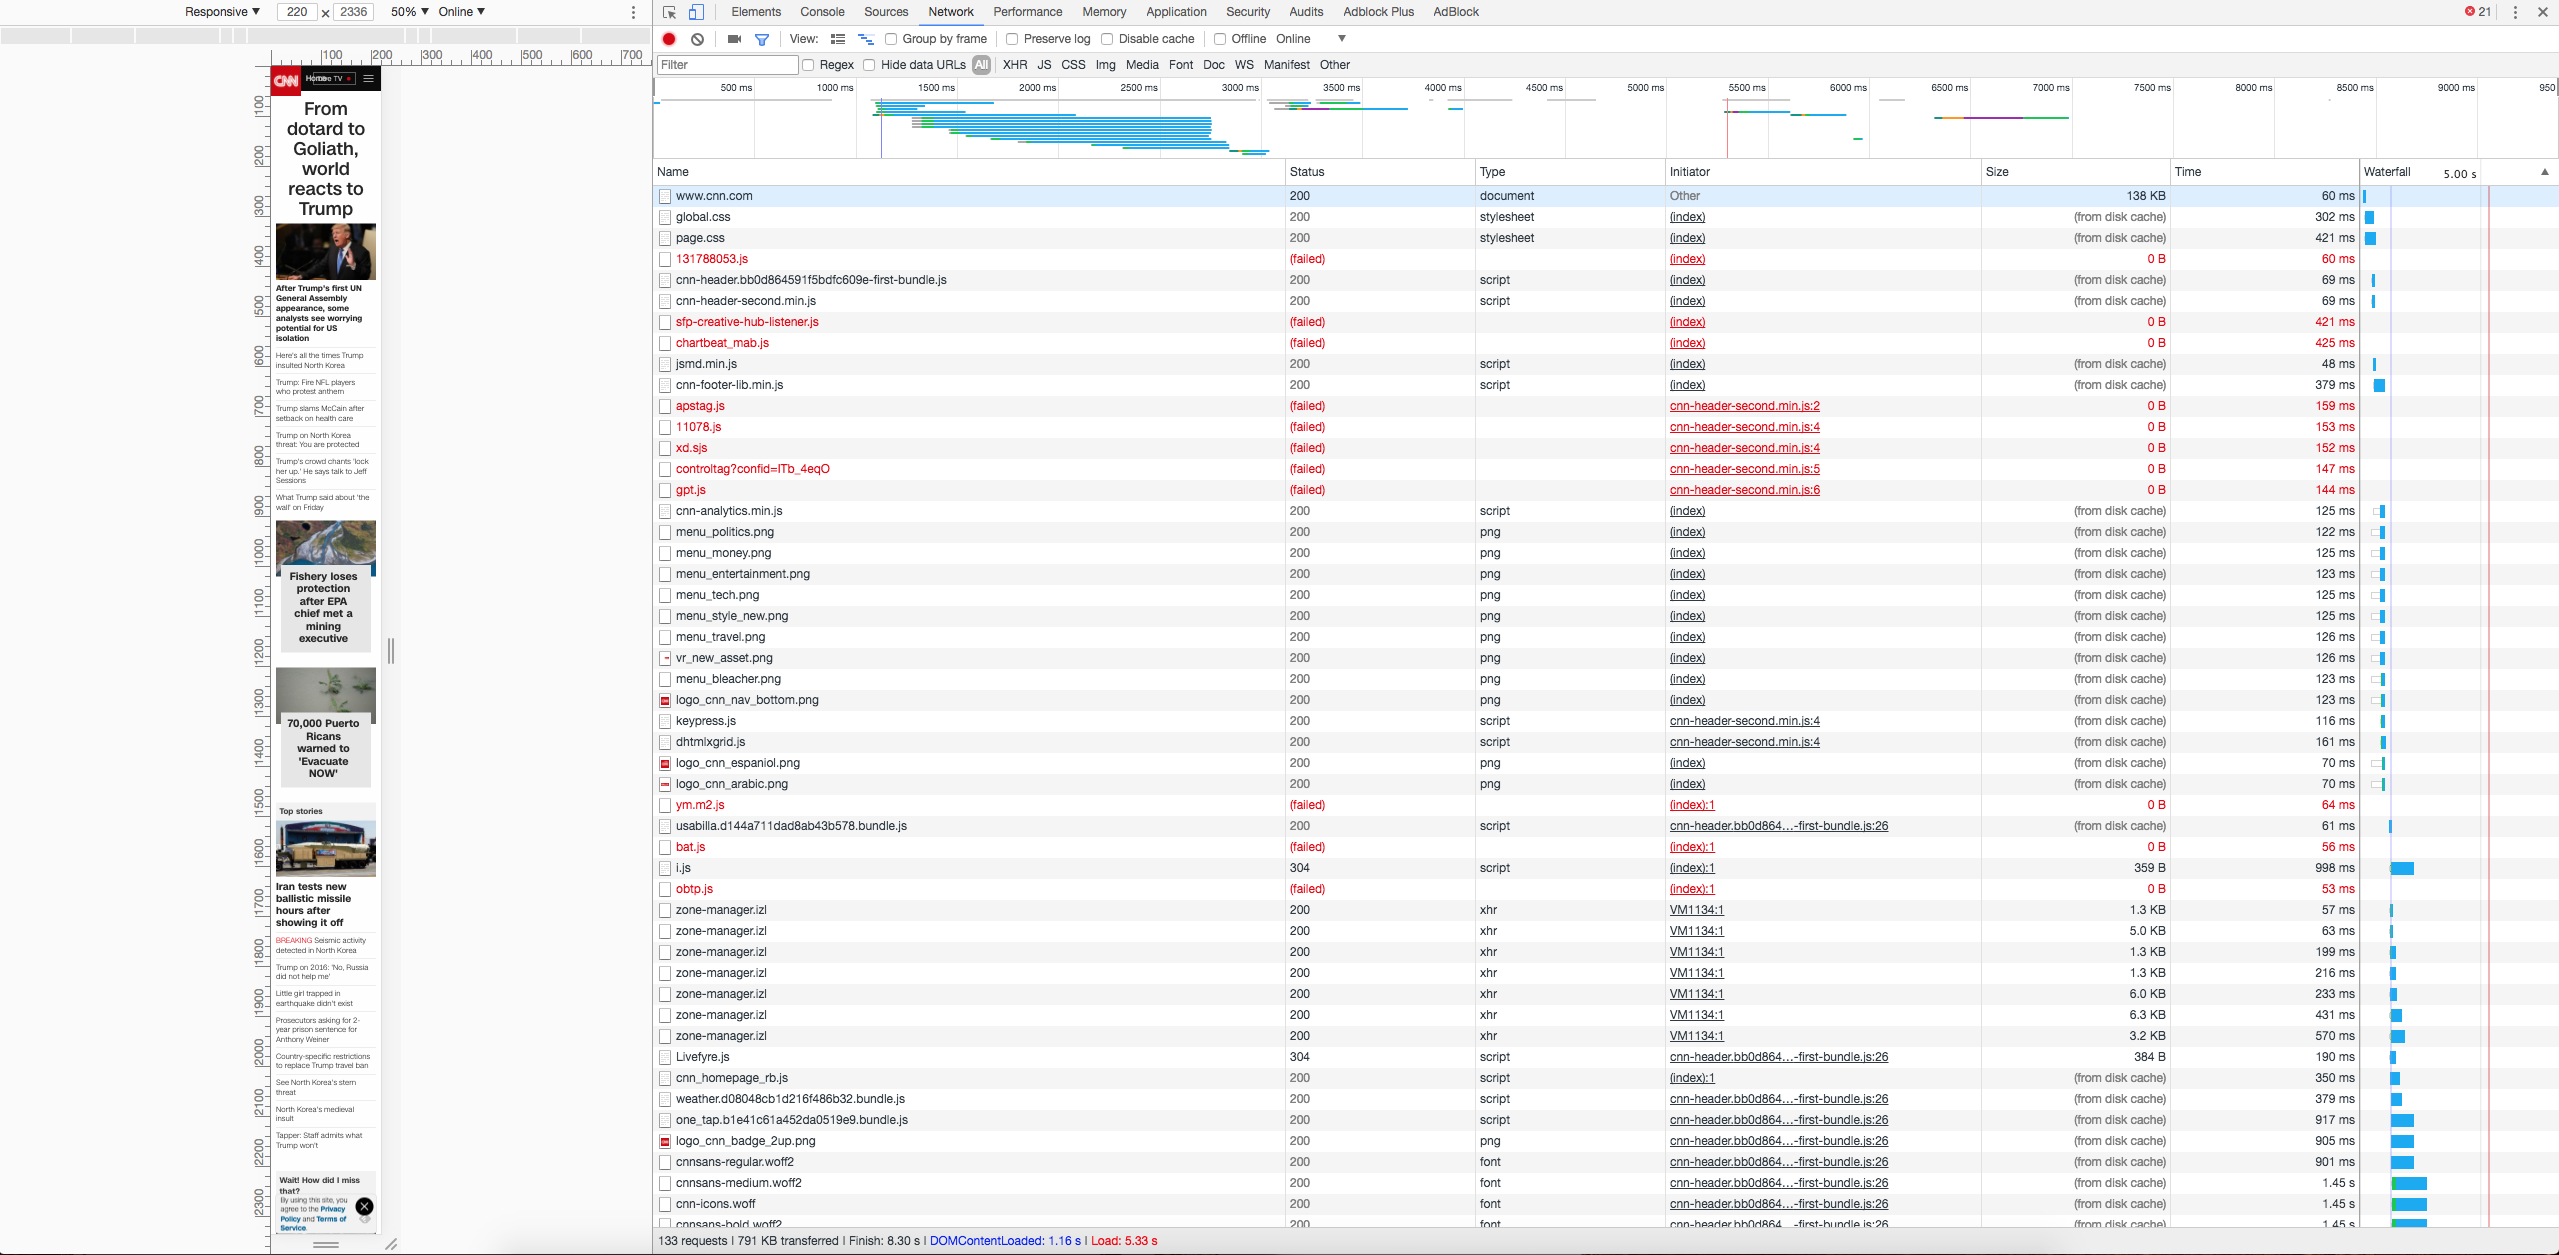 Responsive ▼ 220 x 2336 50% ▼ Online ▼
Elements Console Sources Network Performance Memory Application Security Audits Adblock Plus AdBlock 21
View: Group by frame Preserve log Disable cache Offline Online ▼
Filter Regex Hide data URLs All XHR JS CSS Img Media Font Doc WS Manifest Other
500 ms 1000 ms 1500 ms 2000 ms 2500 ms 3000 ms 3500 ms 4000 ms 4500 ms 5000 ms 5500 ms 6000 ms 6500 ms 7000 ms 7500 ms 8000 ms 8500 ms 9000 ms 950
100 200 300 400 500 600 700
100
200
300
400
500
600
700
800
900
1000
1100
1200
1300
1400
1500
1600
1700
1800
1900
2000
2100
2200
2300
CNN TV
From
dotard to
Goliath,
world
reacts to
Trump
After Trump's first UN
General Assembly
appearance, some
analysts see worrying
potential for US
isolation
Here's all the times Trump
insulted North Korea
Trump: Fire NFL players
who protest anthem
Trump slams McCain after
setback on health care
Trump on North Korea
threat: You are protected
Trump's crowd chants 'lock
her up.' He says talk to Jeff
Sessions
What Trump said about 'the
wall' on Friday
Fishery loses
protection
after EPA
chief met a
mining
executive
70,000 Puerto
Ricans
warned to
'Evacuate
NOW'
Top stories
Iran tests new
ballistic missile
hours after
showing it off
BREAKING Seismic activity
detected in North Korea
Trump on 2016: 'No, Russia
did not help me'
Little girl trapped in
earthquake didn't exist
Prosecutors asking for 2-
year prison sentence for
Anthony Weiner
Country-specific restrictions
to replace Trump travel ban
See North Korea's stern
threat
North Korea's medieval
insult
Tapper: Staff admits what
Trump won't
Wait! How did I miss
that?
By using this site, you
agree to the Privacy
Policy and Terms of
Service.
Name Status Type Initiator Size Time Waterfall 5.00 s
www.cnn.com 200 document Other 138 KB 60 ms
global.css 200 stylesheet (index) (from disk cache) 302 ms
page.css 200 stylesheet (index) (from disk cache) 421 ms
131788053.js (failed) (index) 0 B 60 ms
cnn-header.bb0d864591f5bdfc609e-first-bundle.js 200 script (index) (from disk cache) 69 ms
cnn-header-second.min.js 200 script (index) (from disk cache) 69 ms
sfp-creative-hub-listener.js (failed) (index) 0 B 421 ms
chartbeat_mab.js (failed) (index) 0 B 425 ms
jsmd.min.js 200 script (index) (from disk cache) 48 ms
cnn-footer-lib.min.js 200 script (index) (from disk cache) 379 ms
apstag.js (failed) cnn-header-second.min.js:2 0 B 159 ms
11078.js (failed) cnn-header-second.min.js:4 0 B 153 ms
xd.sjs (failed) cnn-header-second.min.js:4 0 B 152 ms
controltag?confid=ITb_4eqO (failed) cnn-header-second.min.js:5 0 B 147 ms
gpt.js (failed) cnn-header-second.min.js:6 0 B 144 ms
cnn-analytics.min.js 200 script (index) (from disk cache) 125 ms
menu_politics.png 200 png (index) (from disk cache) 122 ms
menu_money.png 200 png (index) (from disk cache) 125 ms
menu_entertainment.png 200 png (index) (from disk cache) 123 ms
menu_tech.png 200 png (index) (from disk cache) 125 ms
menu_style_new.png 200 png (index) (from disk cache) 125 ms
menu_travel.png 200 png (index) (from disk cache) 126 ms
vr_new_asset.png 200 png (index) (from disk cache) 126 ms
menu_bleacher.png 200 png (index) (from disk cache) 123 ms
logo_cnn_nav_bottom.png 200 png (index) (from disk cache) 123 ms
keypress.js 200 script cnn-header-second.min.js:4 (from disk cache) 116 ms
dhtmlxgrid.js 200 script cnn-header-second.min.js:4 (from disk cache) 161 ms
logo_cnn_espaniol.png 200 png (index) (from disk cache) 70 ms
logo_cnn_arabic.png 200 png (index) (from disk cache) 70 ms
ym.m2.js (failed) (index):1 0 B 64 ms
usabilla.d144a711dad8ab43b578.bundle.js 200 script cnn-header.bb0d864...-first-bundle.js:26 (from disk cache) 61 ms
bat.js (failed) (index):1 0 B 56 ms
i.js 304 script (index):1 359 B 998 ms
obtp.js (failed) (index):1 0 B 53 ms
zone-manager.izl 200 xhr VM1134:1 1.3 KB 57 ms
zone-manager.izl 200 xhr VM1134:1 5.0 KB 63 ms
zone-manager.izl 200 xhr VM1134:1 1.3 KB 199 ms
zone-manager.izl 200 xhr VM1134:1 1.3 KB 216 ms
zone-manager.izl 200 xhr VM1134:1 6.0 KB 233 ms
zone-manager.izl 200 xhr VM1134:1 6.3 KB 431 ms
zone-manager.izl 200 xhr VM1134:1 3.2 KB 570 ms
Livefyre.js 304 script cnn-header.bb0d864...-first-bundle.js:26 384 B 190 ms
cnn_homepage_rb.js 200 script (index):1 (from disk cache) 350 ms
weather.d08048cb1d216f486b32.bundle.js 200 script cnn-header.bb0d864...-first-bundle.js:26 (from disk cache) 379 ms
one_tap.b1e41c61a452da0519e9.bundle.js 200 script cnn-header.bb0d864...-first-bundle.js:26 (from disk cache) 917 ms
logo_cnn_badge_2up.png 200 png cnn-header.bb0d864...-first-bundle.js:26 (from disk cache) 905 ms
cnnsans-regular.woff2 200 font cnn-header.bb0d864...-first-bundle.js:26 (from disk cache) 901 ms
cnnsans-medium.woff2 200 font cnn-header.bb0d864...-first-bundle.js:26 (from disk cache) 1.45 s
cnn-icons.woff 200 font cnn-header.bb0d864...-first-bundle.js:26 (from disk cache) 1.45 s
cnnsans-bold.woff2 200 font cnn-header.bb0d864...-first-bundle.js:26 (from disk cache) 1.45 s
133 requests | 791 KB transferred | Finish: 8.30 s | DOMContentLoaded: 1.16 s | Load: 5.33 s